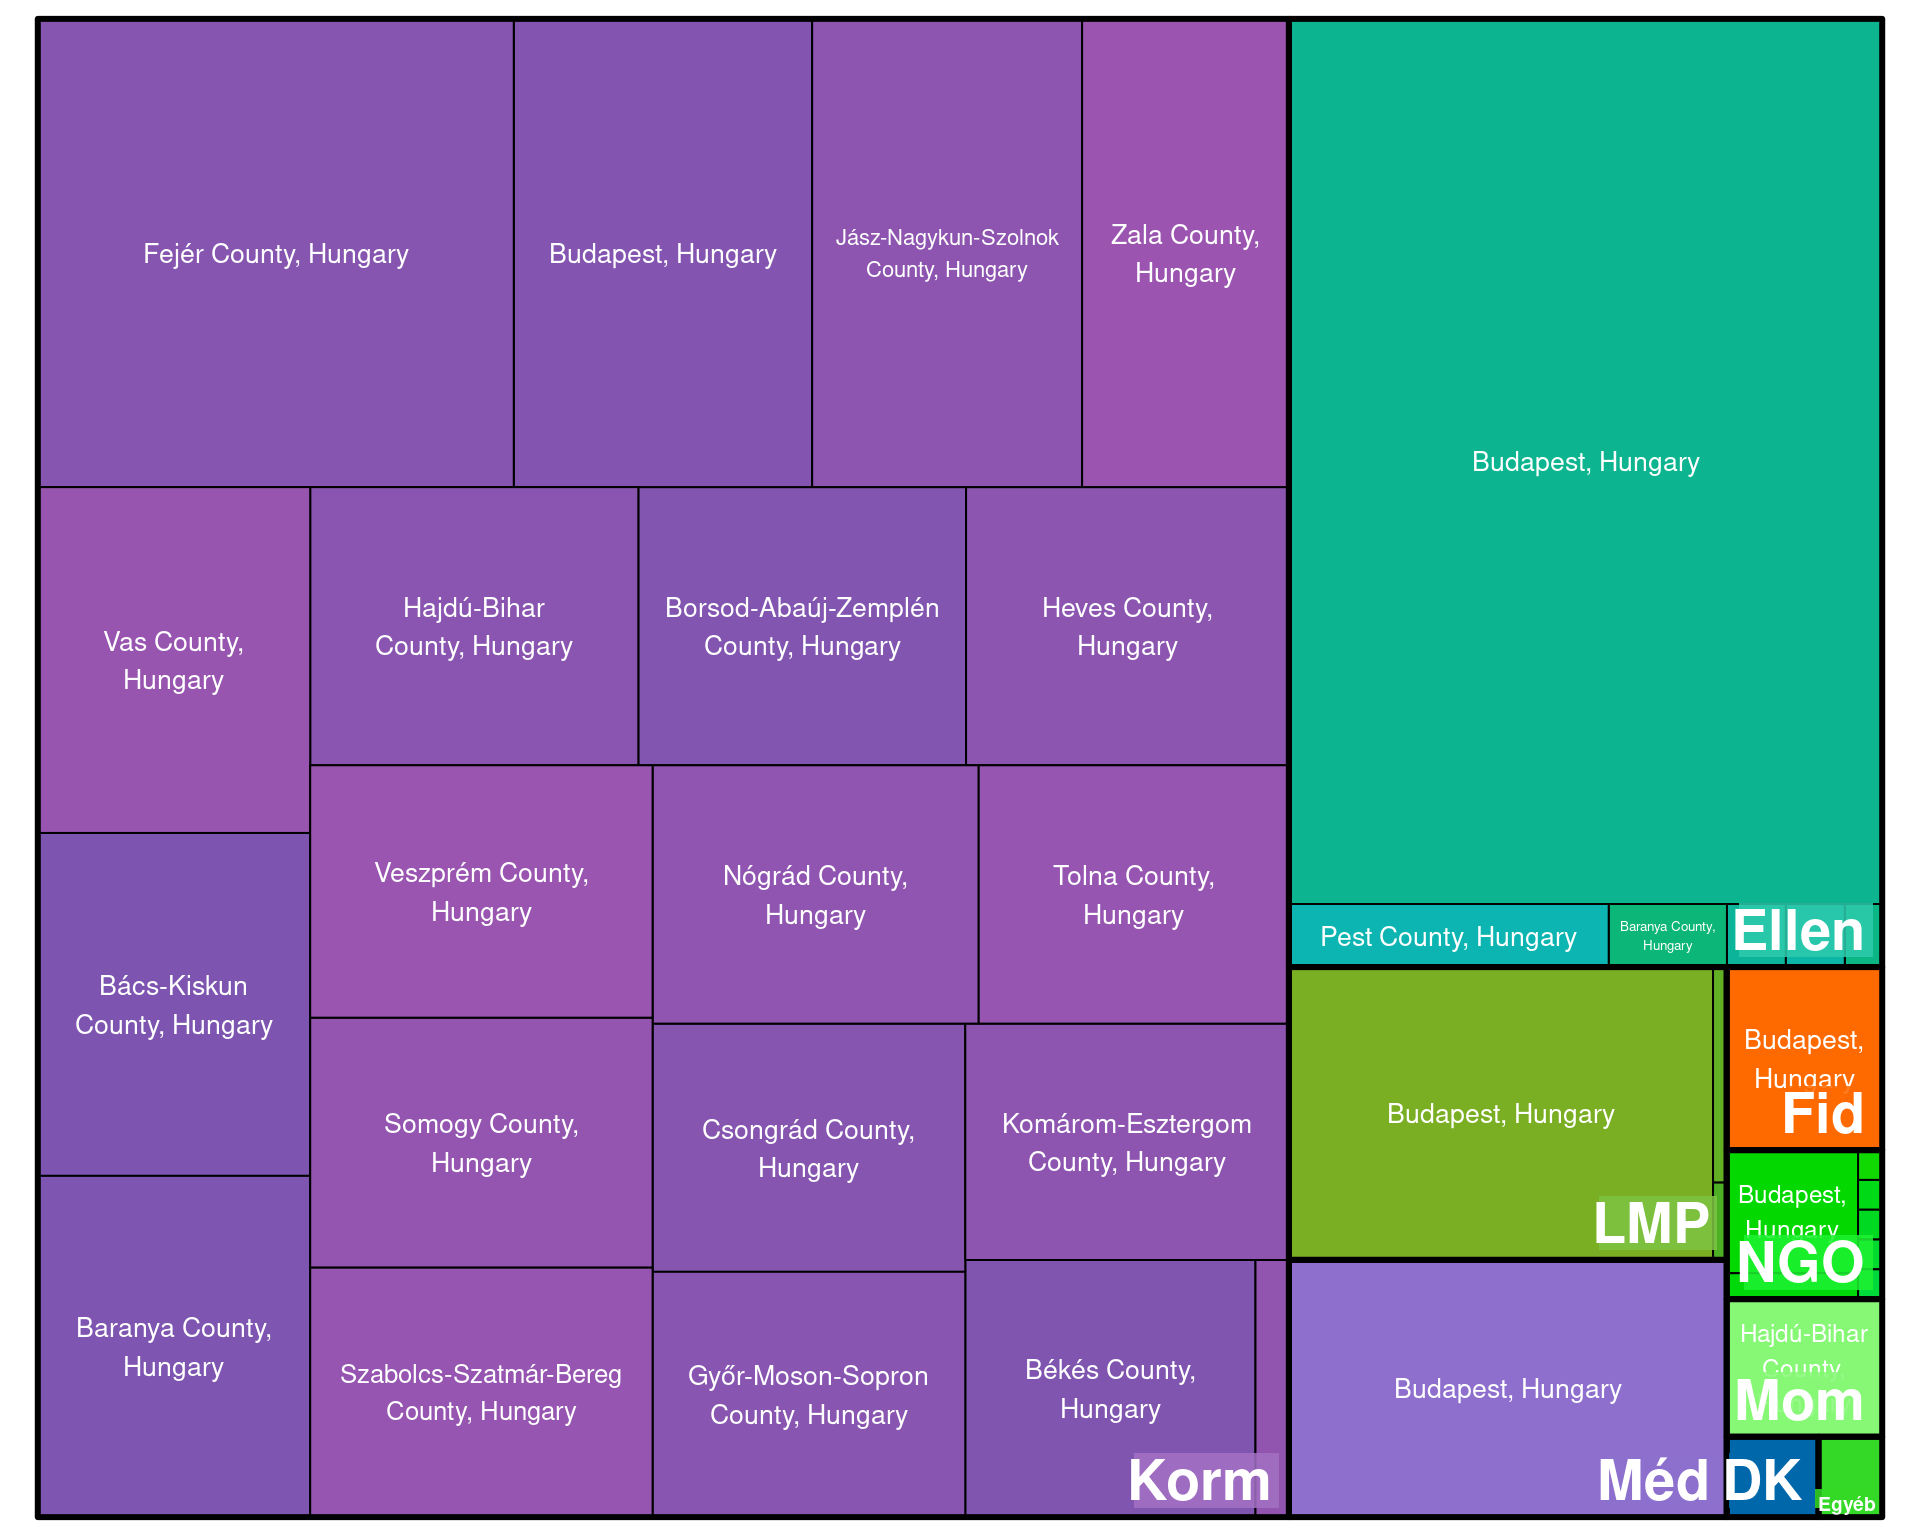 Fejér County, Hungary
Budapest, Hungary
Jász-Nagykun-Szolnok
County, Hungary
Zala County,
Hungary
Vas County,
Hungary
Hajdú-Bihar
County, Hungary
Borsod-Abaúj-Zemplén
County, Hungary
Heves County,
Hungary
Bács-Kiskun
County, Hungary
Veszprém County,
Hungary
Nógrád County,
Hungary
Tolna County,
Hungary
Baranya County,
Hungary
Somogy County,
Hungary
Csongrád County,
Hungary
Komárom-Esztergom
County, Hungary
Szabolcs-Szatmár-Bereg
County, Hungary
Győr-Moson-Sopron
County, Hungary
Békés County,
Hungary
Korm
Budapest, Hungary
Pest County, Hungary
Baranya County,
Hungary
Ellen
Budapest, Hungary
LMP
Budapest, Hungary
Méd
Budapest,
Hungary
Fid
Budapest,
Hungary
NGO
Hajdú-Bihar
County,
Mom
DK
Egyéb